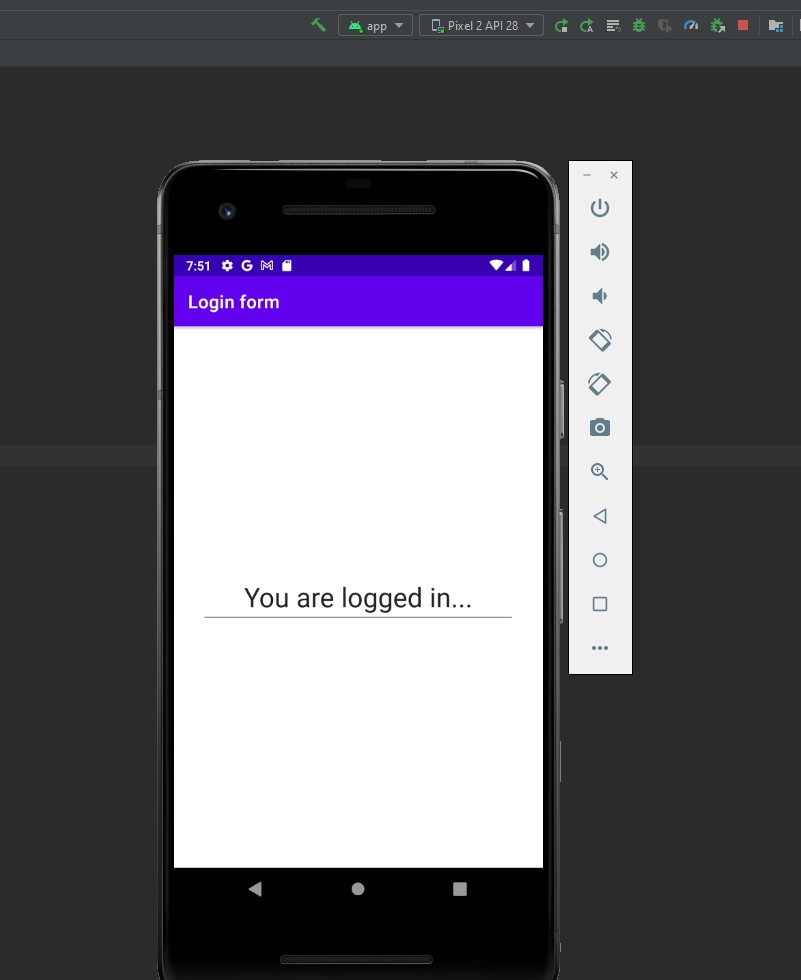 app
Pixel 2 API 28
7:51
Login form
You are logged in...